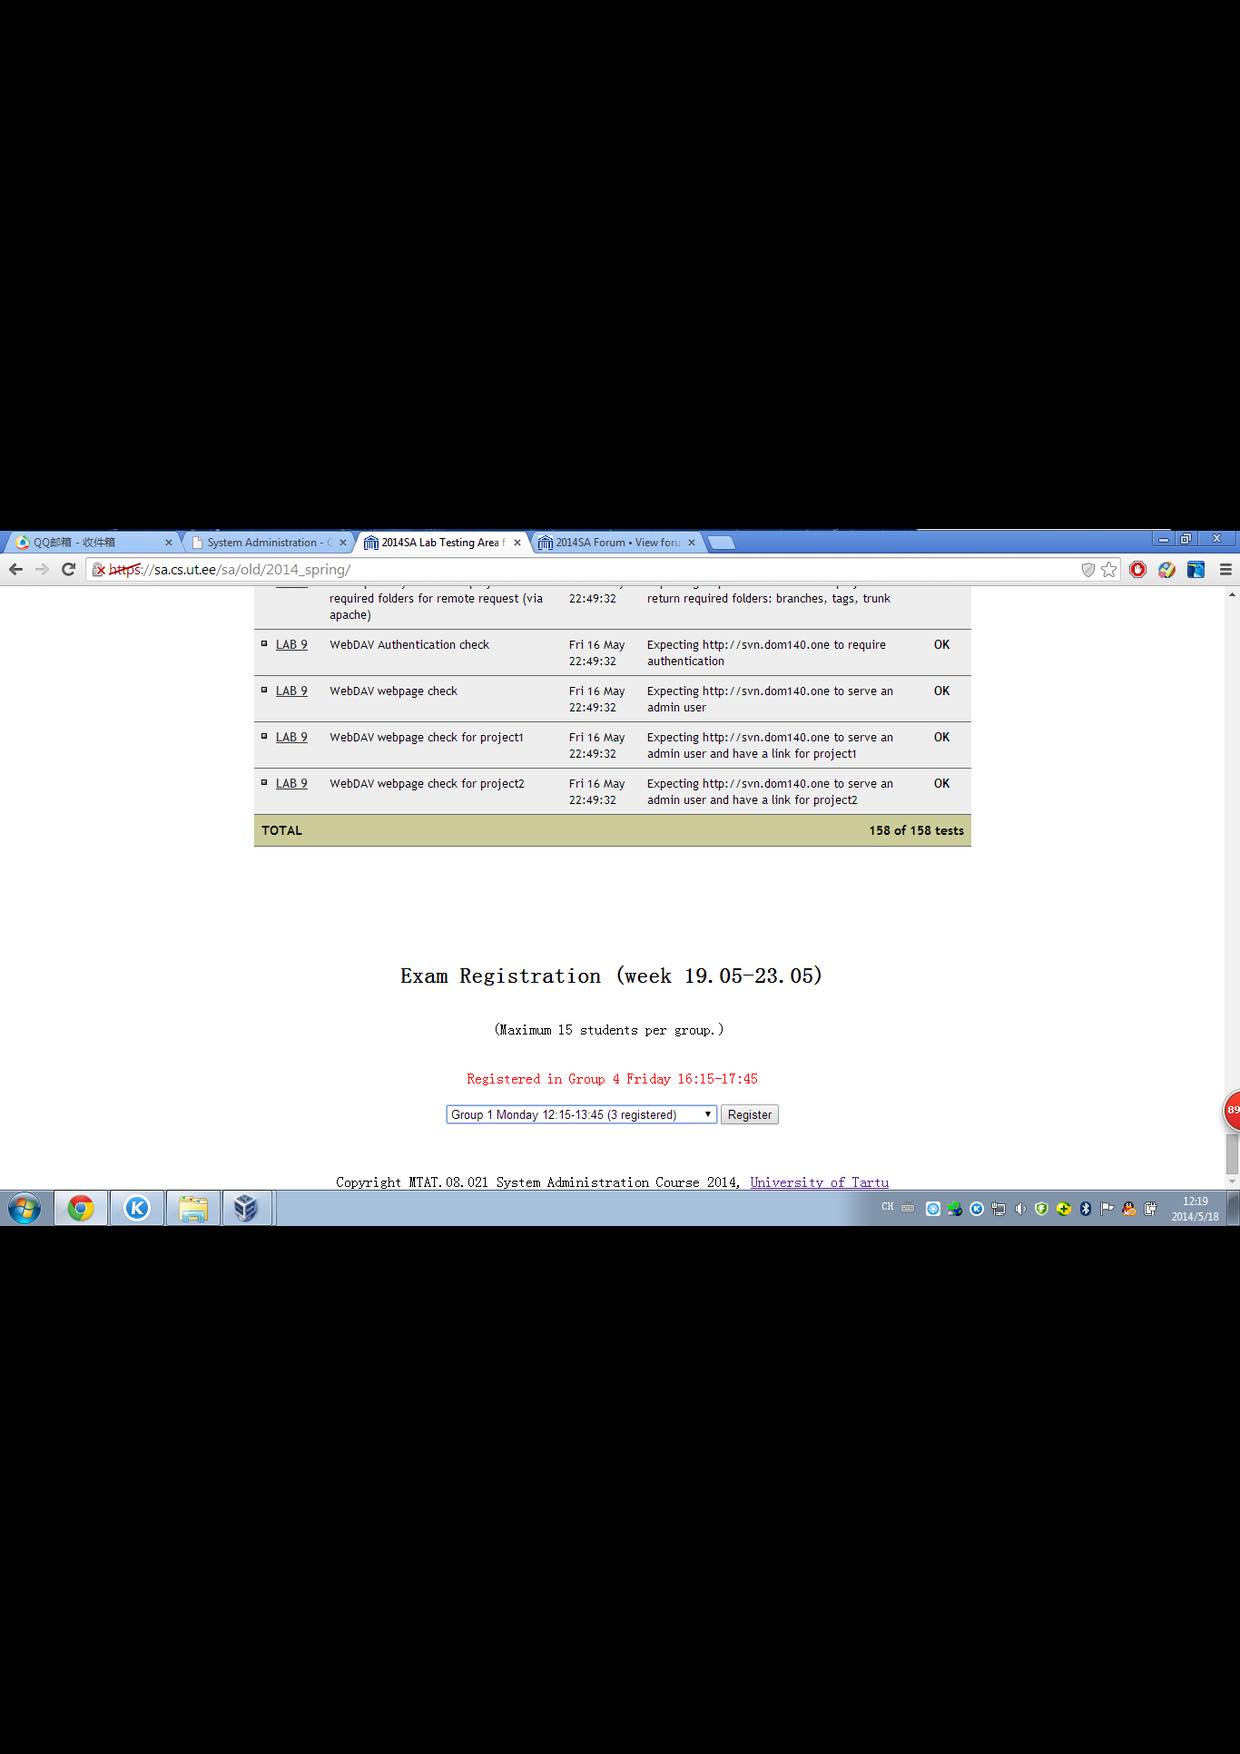 QQ邮箱 - 收件箱 × System Administration - × 2014SA Lab Testing Area f × 2014SA Forum • View foru ×
https://sa.cs.ut.ee/sa/old/2014_spring/
required folders for remote request (via 22:49:32 return required folders: branches, tags, trunk
apache)
LAB 9 WebDAV Authentication check Fri 16 May Expecting http://svn.dom140.one to require OK
22:49:32 authentication
LAB 9 WebDAV webpage check Fri 16 May Expecting http://svn.dom140.one to serve an OK
22:49:32 admin user
LAB 9 WebDAV webpage check for project1 Fri 16 May Expecting http://svn.dom140.one to serve an OK
22:49:32 admin user and have a link for project1
LAB 9 WebDAV webpage check for project2 Fri 16 May Expecting http://svn.dom140.one to serve an OK
22:49:32 admin user and have a link for project2
TOTAL 158 of 158 tests
Exam Registration (week 19.05-23.05)
(Maximum 15 students per group.)
Registered in Group 4 Friday 16:15-17:45
89
Group 1 Monday 12:15-13:45 (3 registered) Register
Copyright MTAT.08.021 System Administration Course 2014, University of Tartu
CH 12:19
2014/5/18